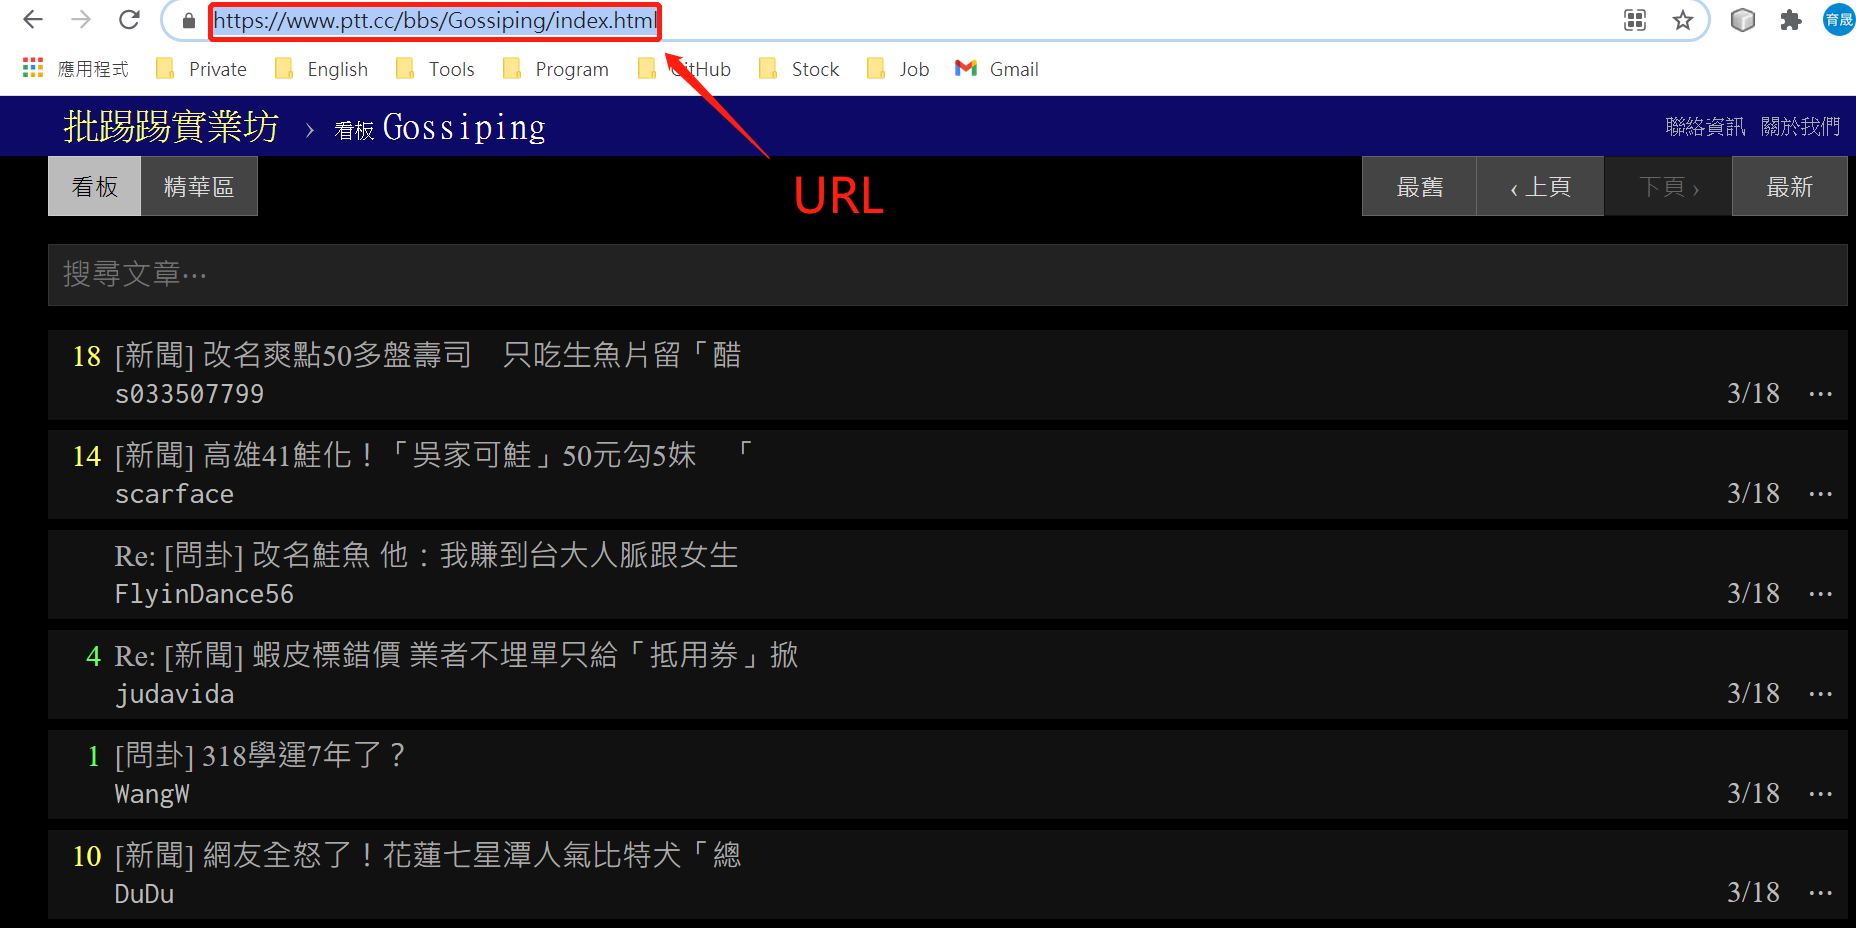 https://www.ptt.cc/bbs/Gossiping/index.html
育晟
應用程式 Private English Tools Program GitHub Stock Job Gmail
批踢踢實業坊 › 看板 Gossiping 聯絡資訊 關於我們
URL
看板 精華區 最舊 ‹ 上頁 下頁 › 最新
搜尋文章⋯
18 [新聞] 改名爽點50多盤壽司　只吃生魚片留「醋
s033507799
3/18 ⋯
14 [新聞] 高雄41鮭化！「吳家可鮭」50元勾5妹　「
scarface
3/18 ⋯
Re: [問卦] 改名鮭魚 他：我賺到台大人脈跟女生
FlyinDance56
3/18 ⋯
4 Re: [新聞] 蝦皮標錯價 業者不埋單只給「抵用券」掀
judavida
3/18 ⋯
1 [問卦] 318學運7年了？
WangW
3/18 ⋯
10 [新聞] 網友全怒了！花蓮七星潭人氣比特犬「總
DuDu
3/18 ⋯